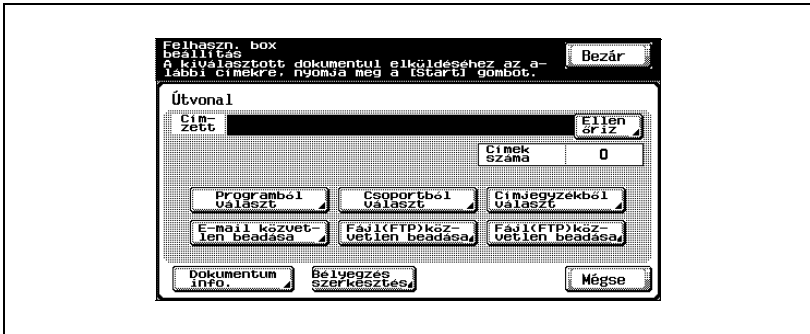 Felhaszn. box
beállítás
A kiválasztott dokumentul elküldéséhez az a-
lábbi címekre, nyomja meg a [Start] gombot.
Bezár
Útvonal
Cím-
zett
Ellen
őriz
Címek
száma
0
Programból
választ
Csoportból
választ
Címjegyzékből
választ
E-mail közvet-
len beadása
Fájl(FTP)köz-
vetlen beadása
Fájl(FTP)köz-
vetlen beadása
Dokumentum
info.
Bélyegzés
szerkesztés
Mégse